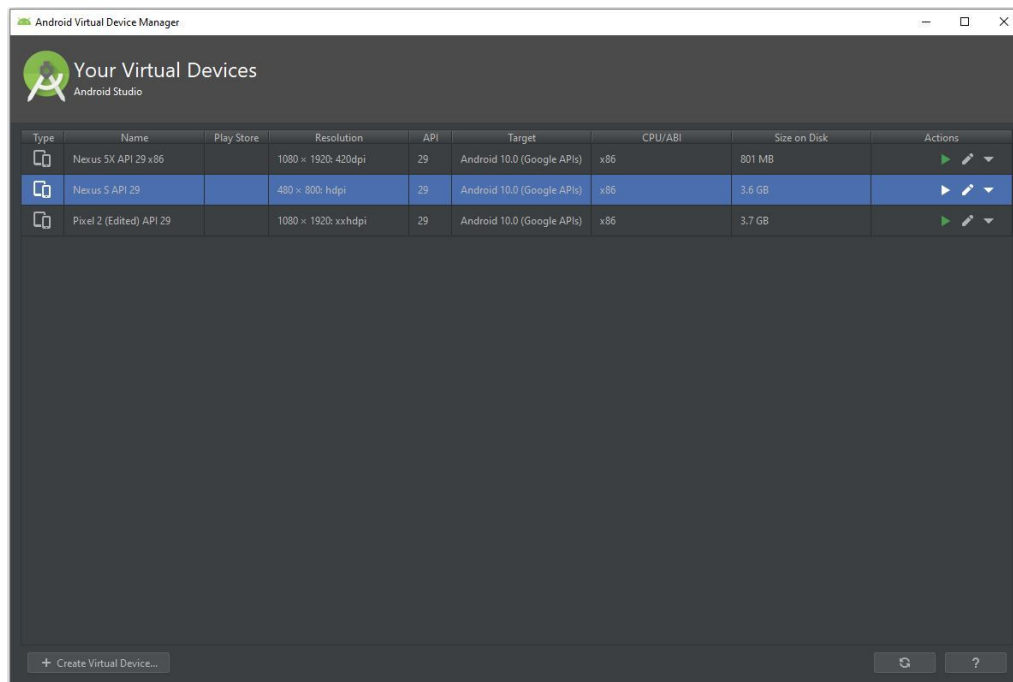 Android Virtual Device Manager
Your Virtual Devices
Android Studio
Type Name Play Store Resolution API Target CPU/ABI Size on Disk Actions
Nexus 5X API 29 x86 1080 × 1920: 420dpi 29 Android 10.0 (Google APIs) x86 801 MB
Nexus S API 29 480 × 800: hdpi 29 Android 10.0 (Google APIs) x86 3.6 GB
Pixel 2 (Edited) API 29 1080 × 1920: xxhdpi 29 Android 10.0 (Google APIs) x86 3.7 GB
+ Create Virtual Device... ?